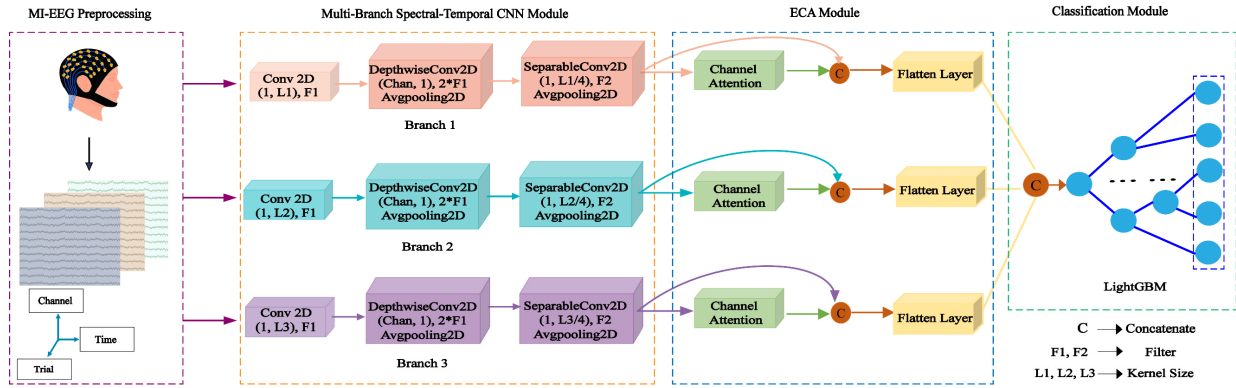 MI-EEG Preprocessing
Multi-Branch Spectral-Temporal CNN Module
ECA Module
Classification Module
Conv 2D
(1, L1), F1
DepthwiseConv2D
(Chan, 1), 2*F1
Avgpooling2D
SeparableConv2D
(1, L1/4), F2
Avgpooling2D
Channel
Attention
C
Flatten Layer
Branch 1
Conv 2D
(1, L2), F1
DepthwiseConv2D
(Chan, 1), 2*F1
Avgpooling2D
SeparableConv2D
(1, L2/4), F2
Avgpooling2D
Channel
Attention
C
Flatten Layer
C
Branch 2
Conv 2D
(1, L3), F1
DepthwiseConv2D
(Chan, 1), 2*F1
Avgpooling2D
SeparableConv2D
(1, L3/4), F2
Avgpooling2D
Channel
Attention
C
Flatten Layer
Branch 3
Channel
Time
Trial
LightGBM
C Concatenate
F1, F2 Filter
L1, L2, L3 Kernel Size